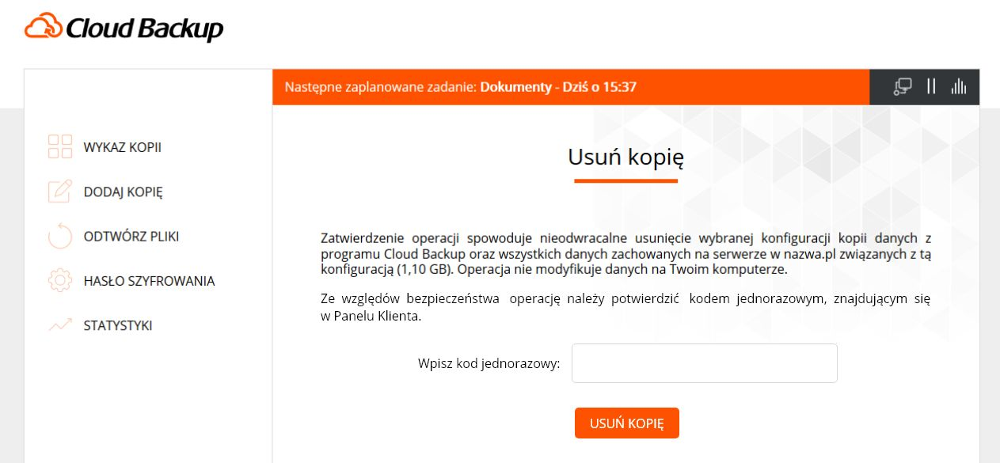 Cloud Backup
Następne zaplanowane zadanie: Dokumenty - Dziś o 15:37
WYKAZ KOPII
DODAJ KOPIĘ
ODTWÓRZ PLIKI
HASŁO SZYFROWANIA
STATYSTYKI
Usuń kopię
Zatwierdzenie operacji spowoduje nieodwracalne usunięcie wybranej konfiguracji kopii danych z
programu Cloud Backup oraz wszystkich danych zachowanych na serwerze w nazwa.pl związanych z tą
konfiguracją (1,10 GB). Operacja nie modyfikuje danych na Twoim komputerze.
Ze względów bezpieczeństwa operację należy potwierdzić kodem jednorazowym, znajdującym się
w Panelu Klienta.
Wpisz kod jednorazowy:
USUŃ KOPIĘ